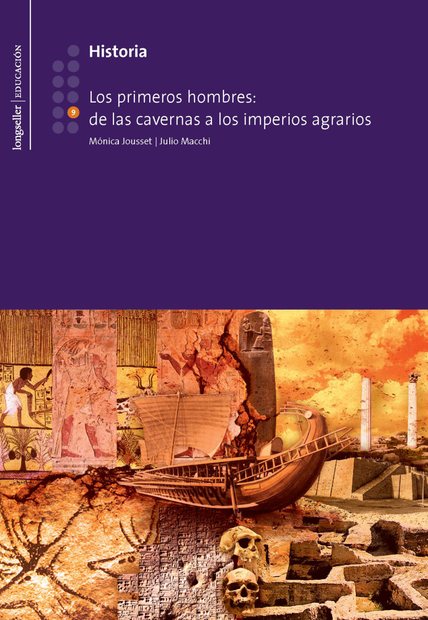 longseller | EDUCACIÓN
Historia
9
Los primeros hombres:
de las cavernas a los imperios agrarios
Mónica Jousset | Julio Macchi